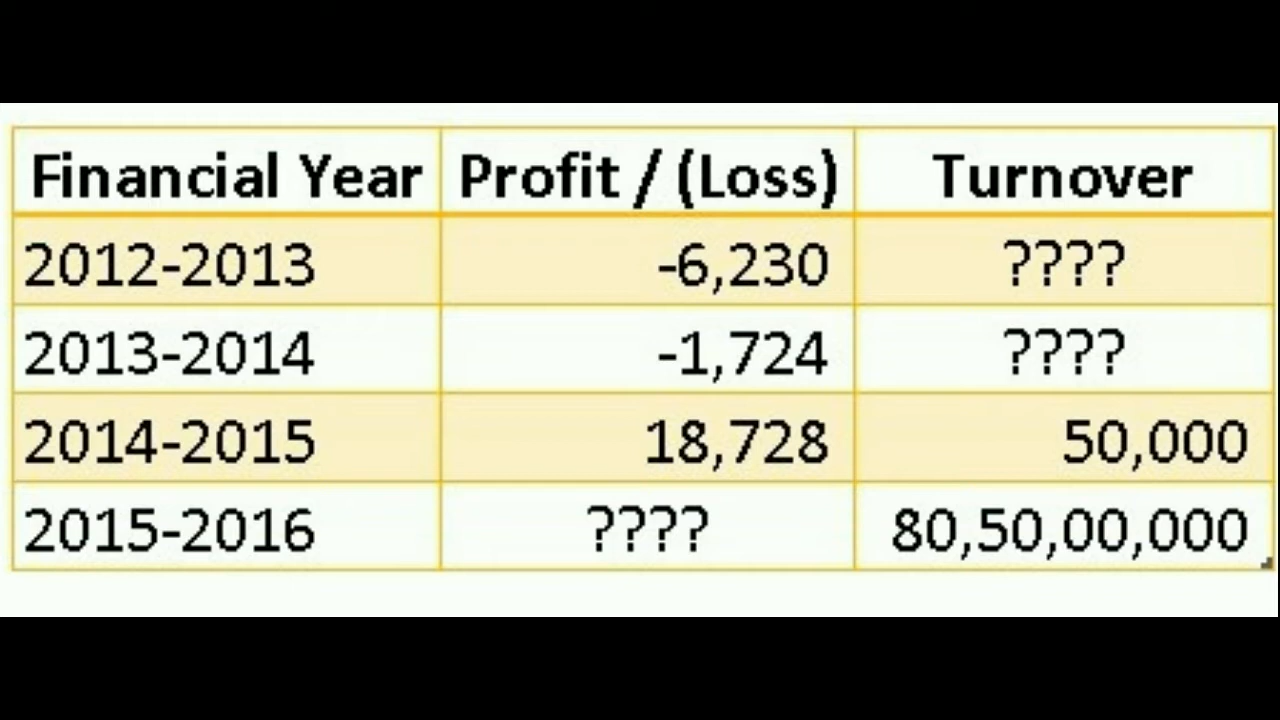 Financial Year Profit / (Loss) Turnover
2012-2013 -6,230 ????
2013-2014 -1,724 ????
2014-2015 18,728 50,000
2015-2016 ???? 80,50,00,000